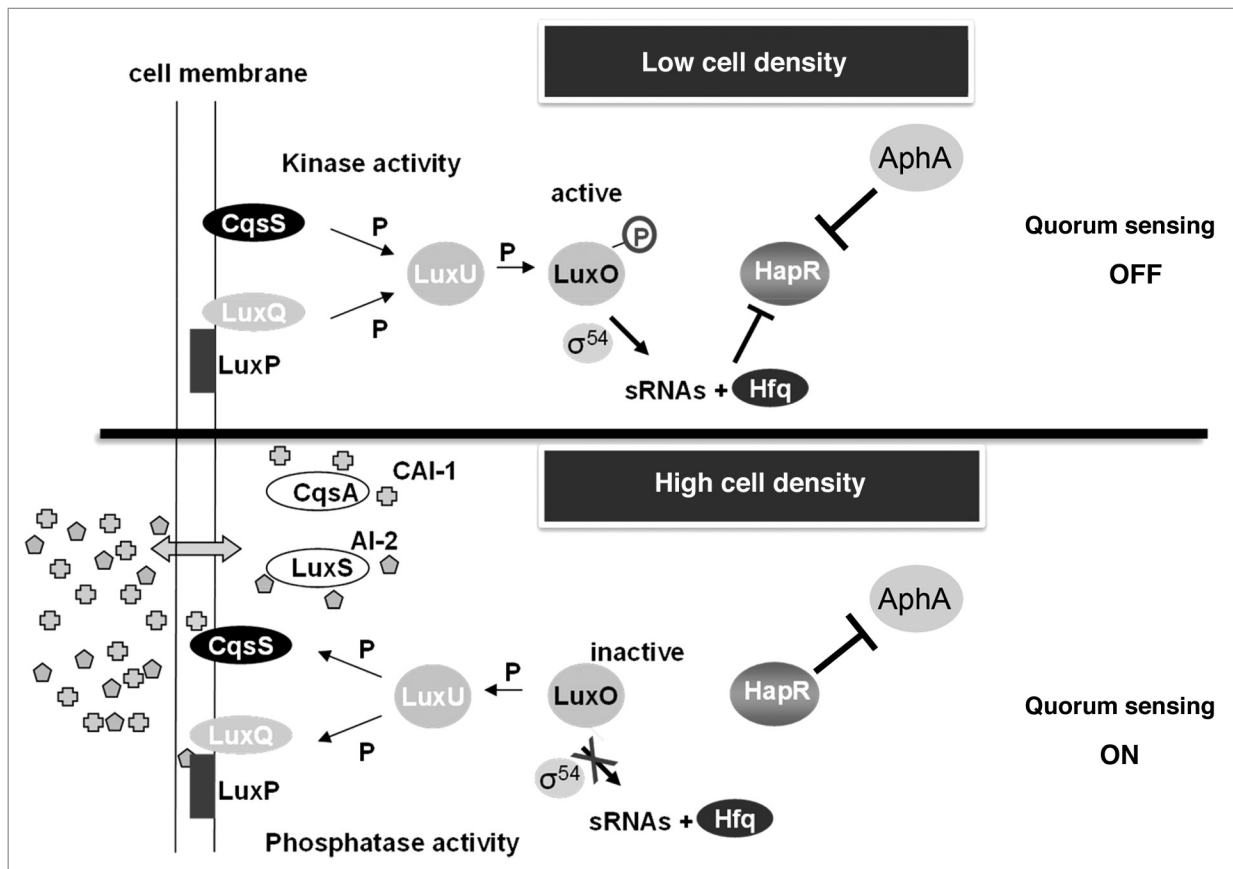 Low cell density
cell membrane
AphA
Kinase activity
active
CqsS
P
P
P
Quorum sensing
OFF
LuxU
LuxO
HapR
LuxQ
P
σ54
LuxP
sRNAs + Hfq
High cell density
CAI-1
CqsA
AI-2
LuxS
AphA
CqsS
inactive
P
P
LuxU
LuxO
HapR
Quorum sensing
ON
LuxQ
P
σ54
LuxP
sRNAs + Hfq
Phosphatase activity